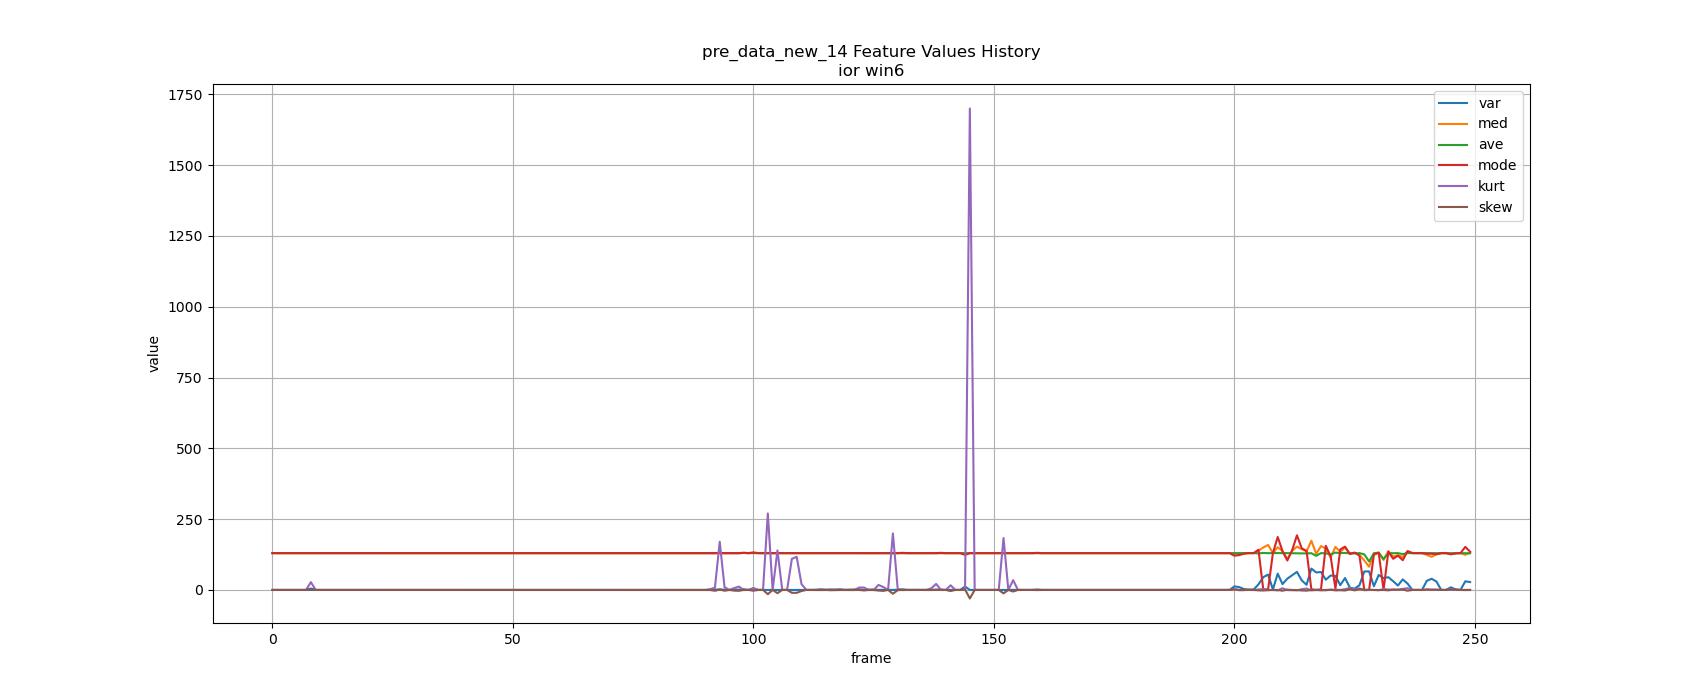 pre_data_new_14 Feature Values History
ior win6
1750
1500
1250
1000
750
500
250
0
value
0
50
100
150
200
250
frame
var
med
ave
mode
kurt
skew